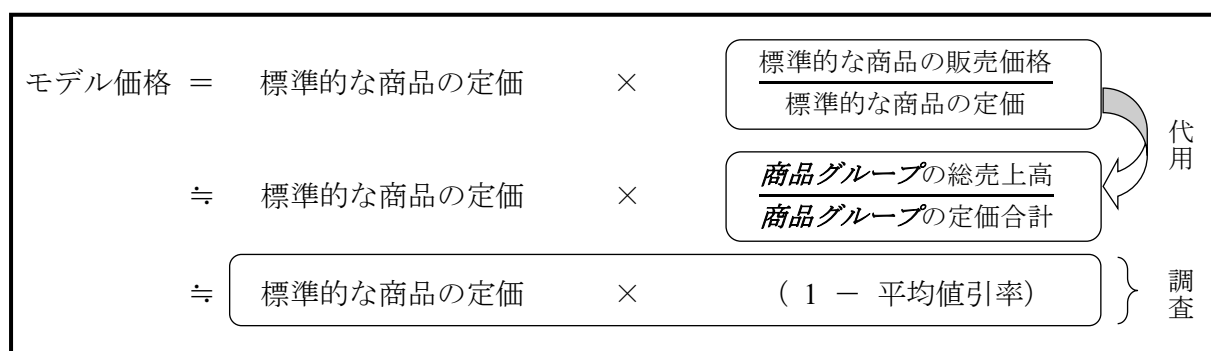 モデル価格 ＝ 標準的な商品の定価 × 標準的な商品の販売価格
標準的な商品の定価
代用
≒ 標準的な商品の定価 × 商品グループの総売上高
商品グループの定価合計
≒ 標準的な商品の定価 × （ 1 － 平均値引率）
調査